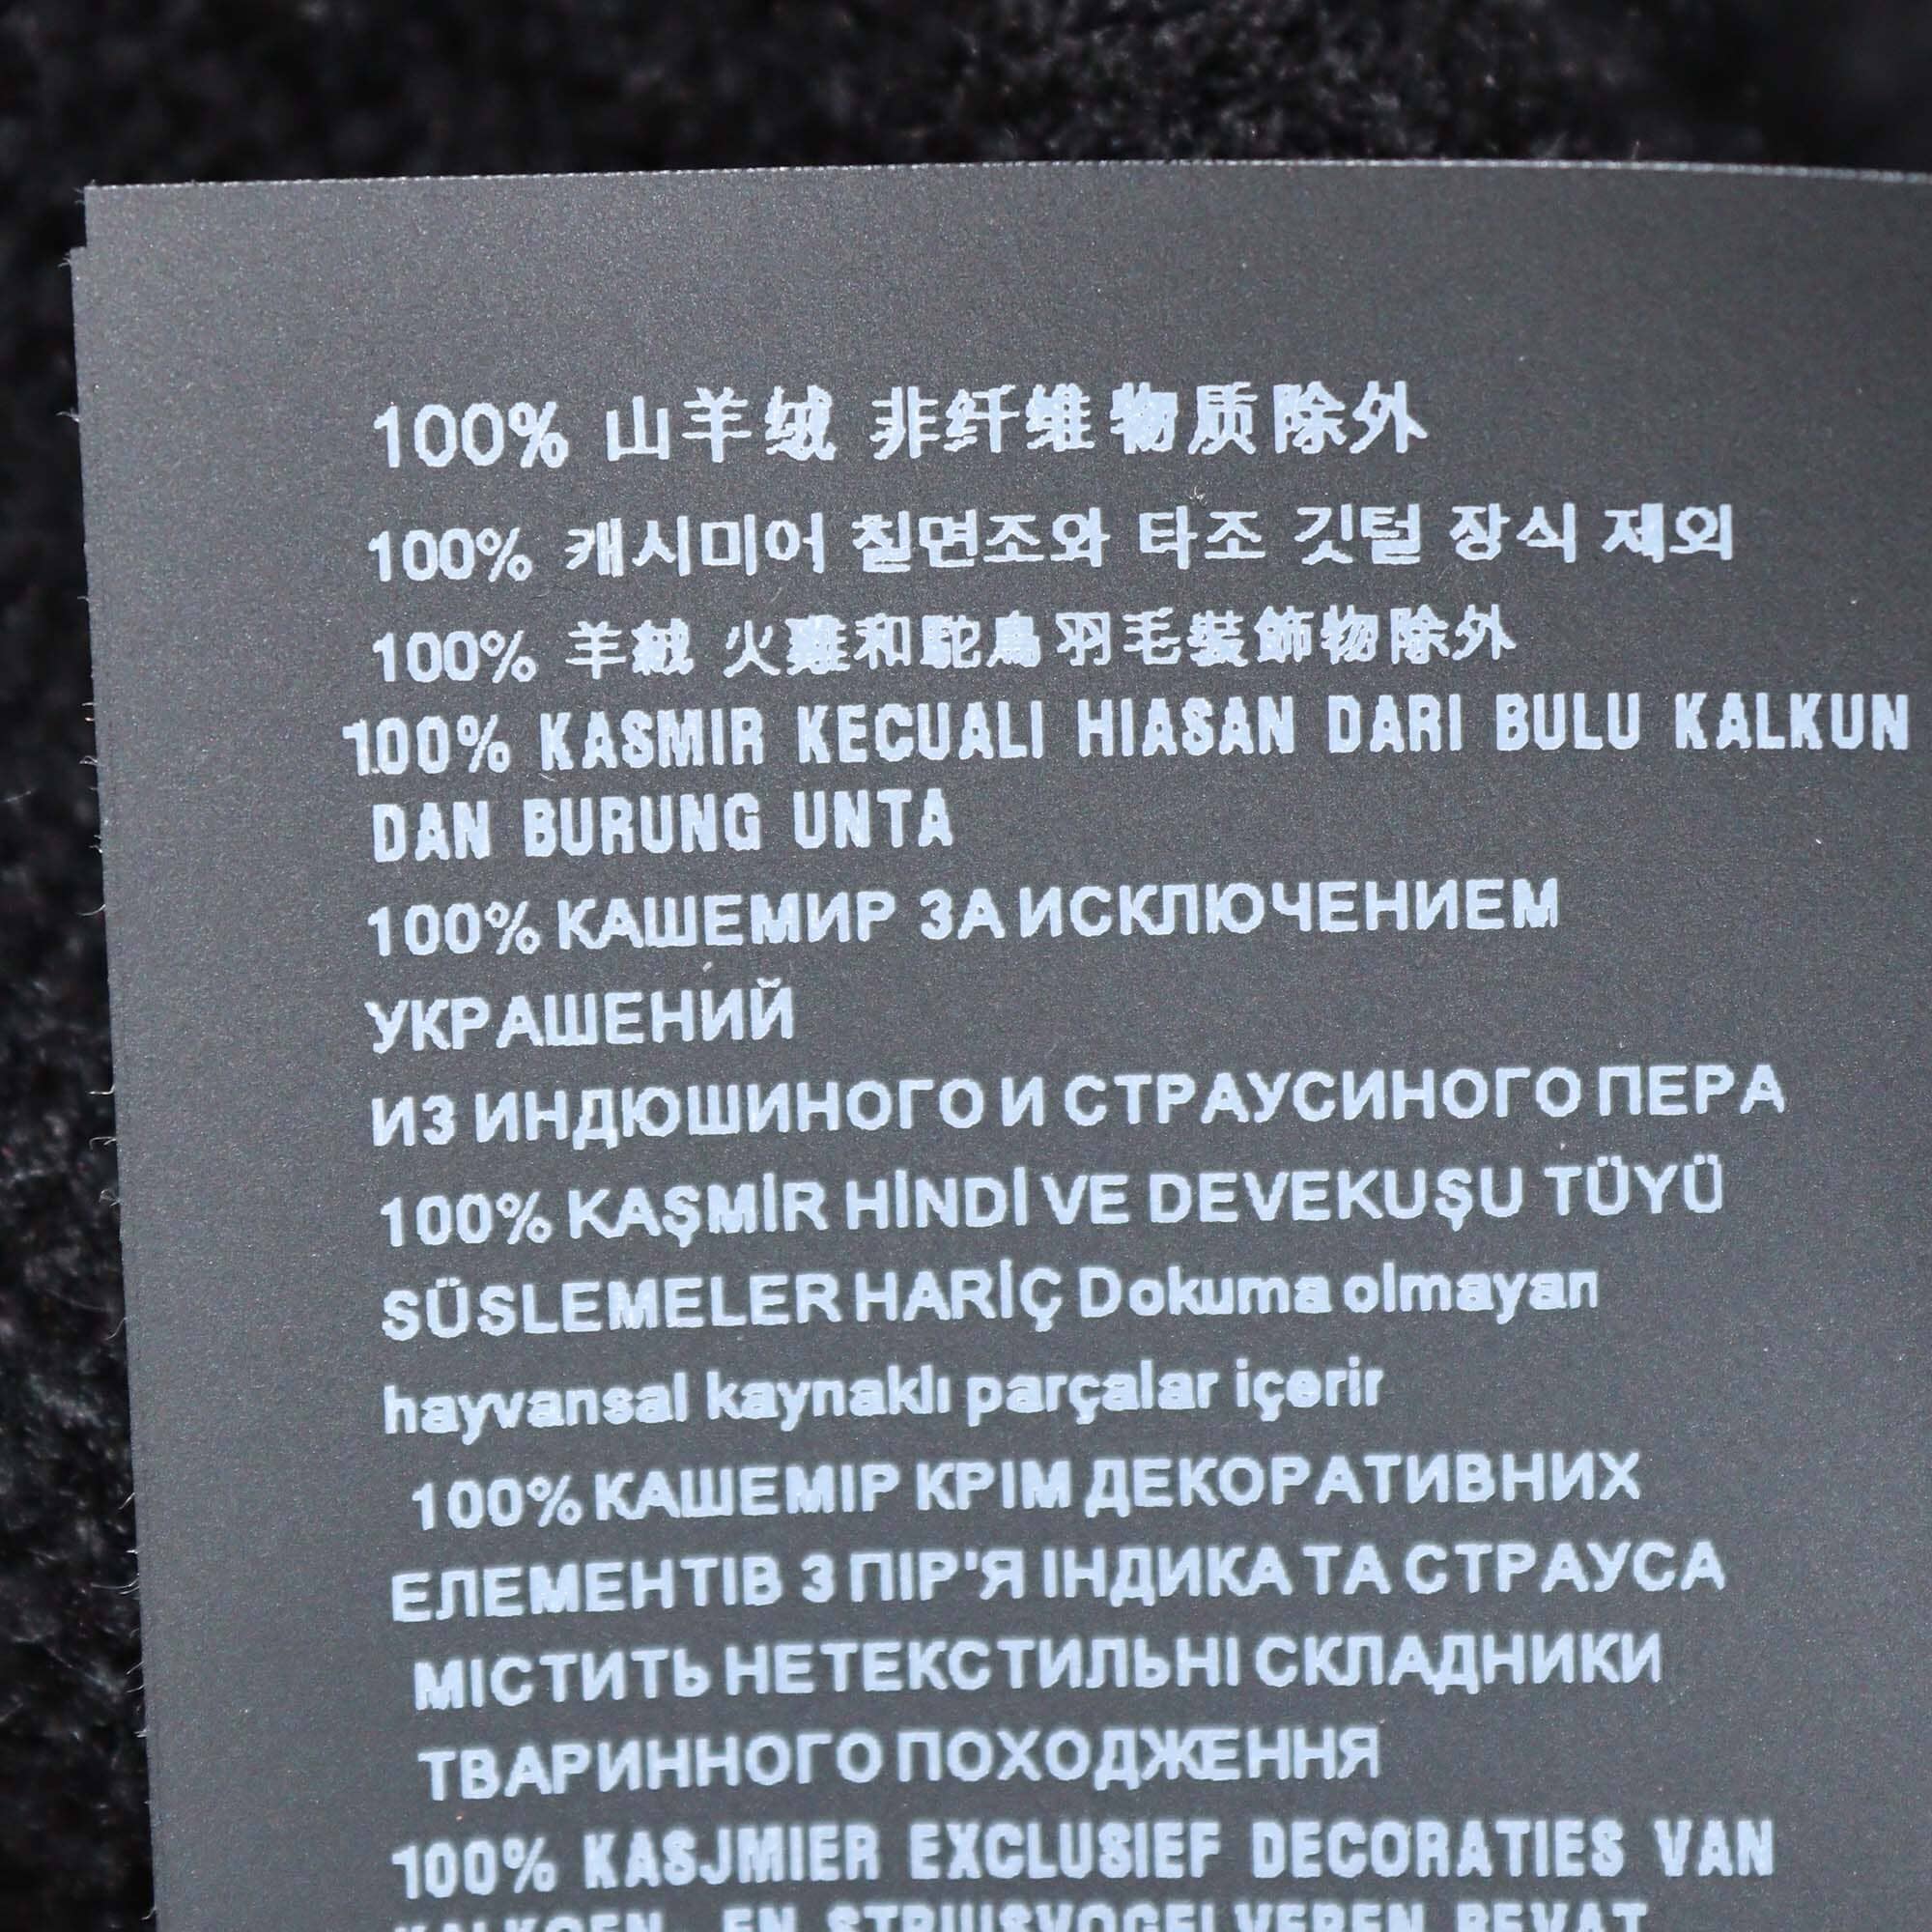 100% 山羊绒 非纤维物质除外
100% 캐시미어 칠면조와 타조 깃털 장식 제외
100% 羊絨 火雞和鴕鳥羽毛裝飾物除外
100% KASMIR KECUALI HIASAN DARI BULU KALKUN
DAN BURUNG UNTA
100% КАШЕМИР ЗА ИСКЛЮЧЕНИЕМ
УКРАШЕНИЙ
ИЗ ИНДЮШИНОГО И СТРАУСИНОГО ПЕРА
100% KAŞMİR HİNDİ VE DEVEKUŞU TÜYÜ
SÜSLEMELER HARİÇ Dokuma olmayan
hayvansal kaynaklı parçalar içerir
100% КАШЕМІР КРІМ ДЕКОРАТИВНИХ
ЕЛЕМЕНТІВ З ПІР'Я ІНДИКА ТА СТРАУСА
МІСТИТЬ НЕТЕКСТИЛЬНІ СКЛАДНИКИ
ТВАРИННОГО ПОХОДЖЕННЯ
100% KASJMIER EXCLUSIEF DECORATIES VAN
KALKOEN EN STRUISVOGELVEREN BEVAT